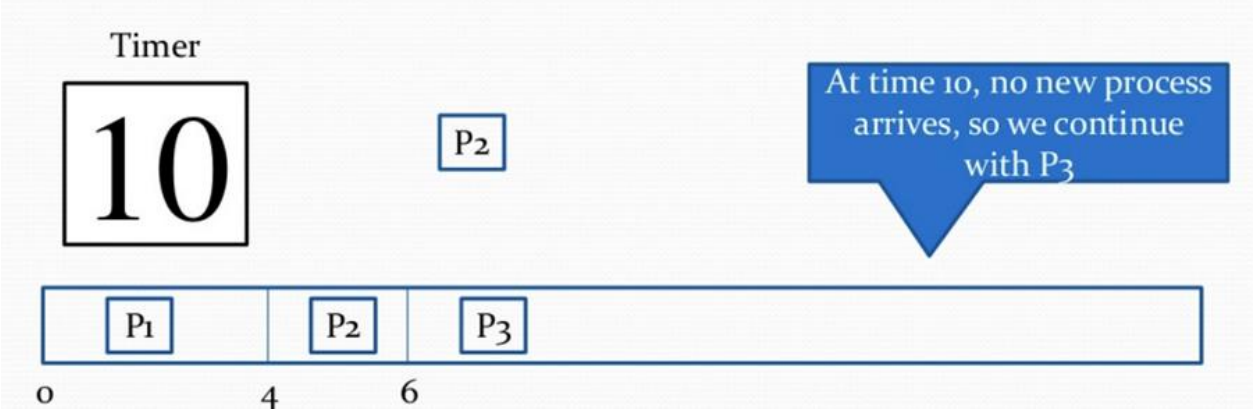 Timer
10
P2
At time 10, no new process
arrives, so we continue
with P3
P1
P2
P3
0
4
6